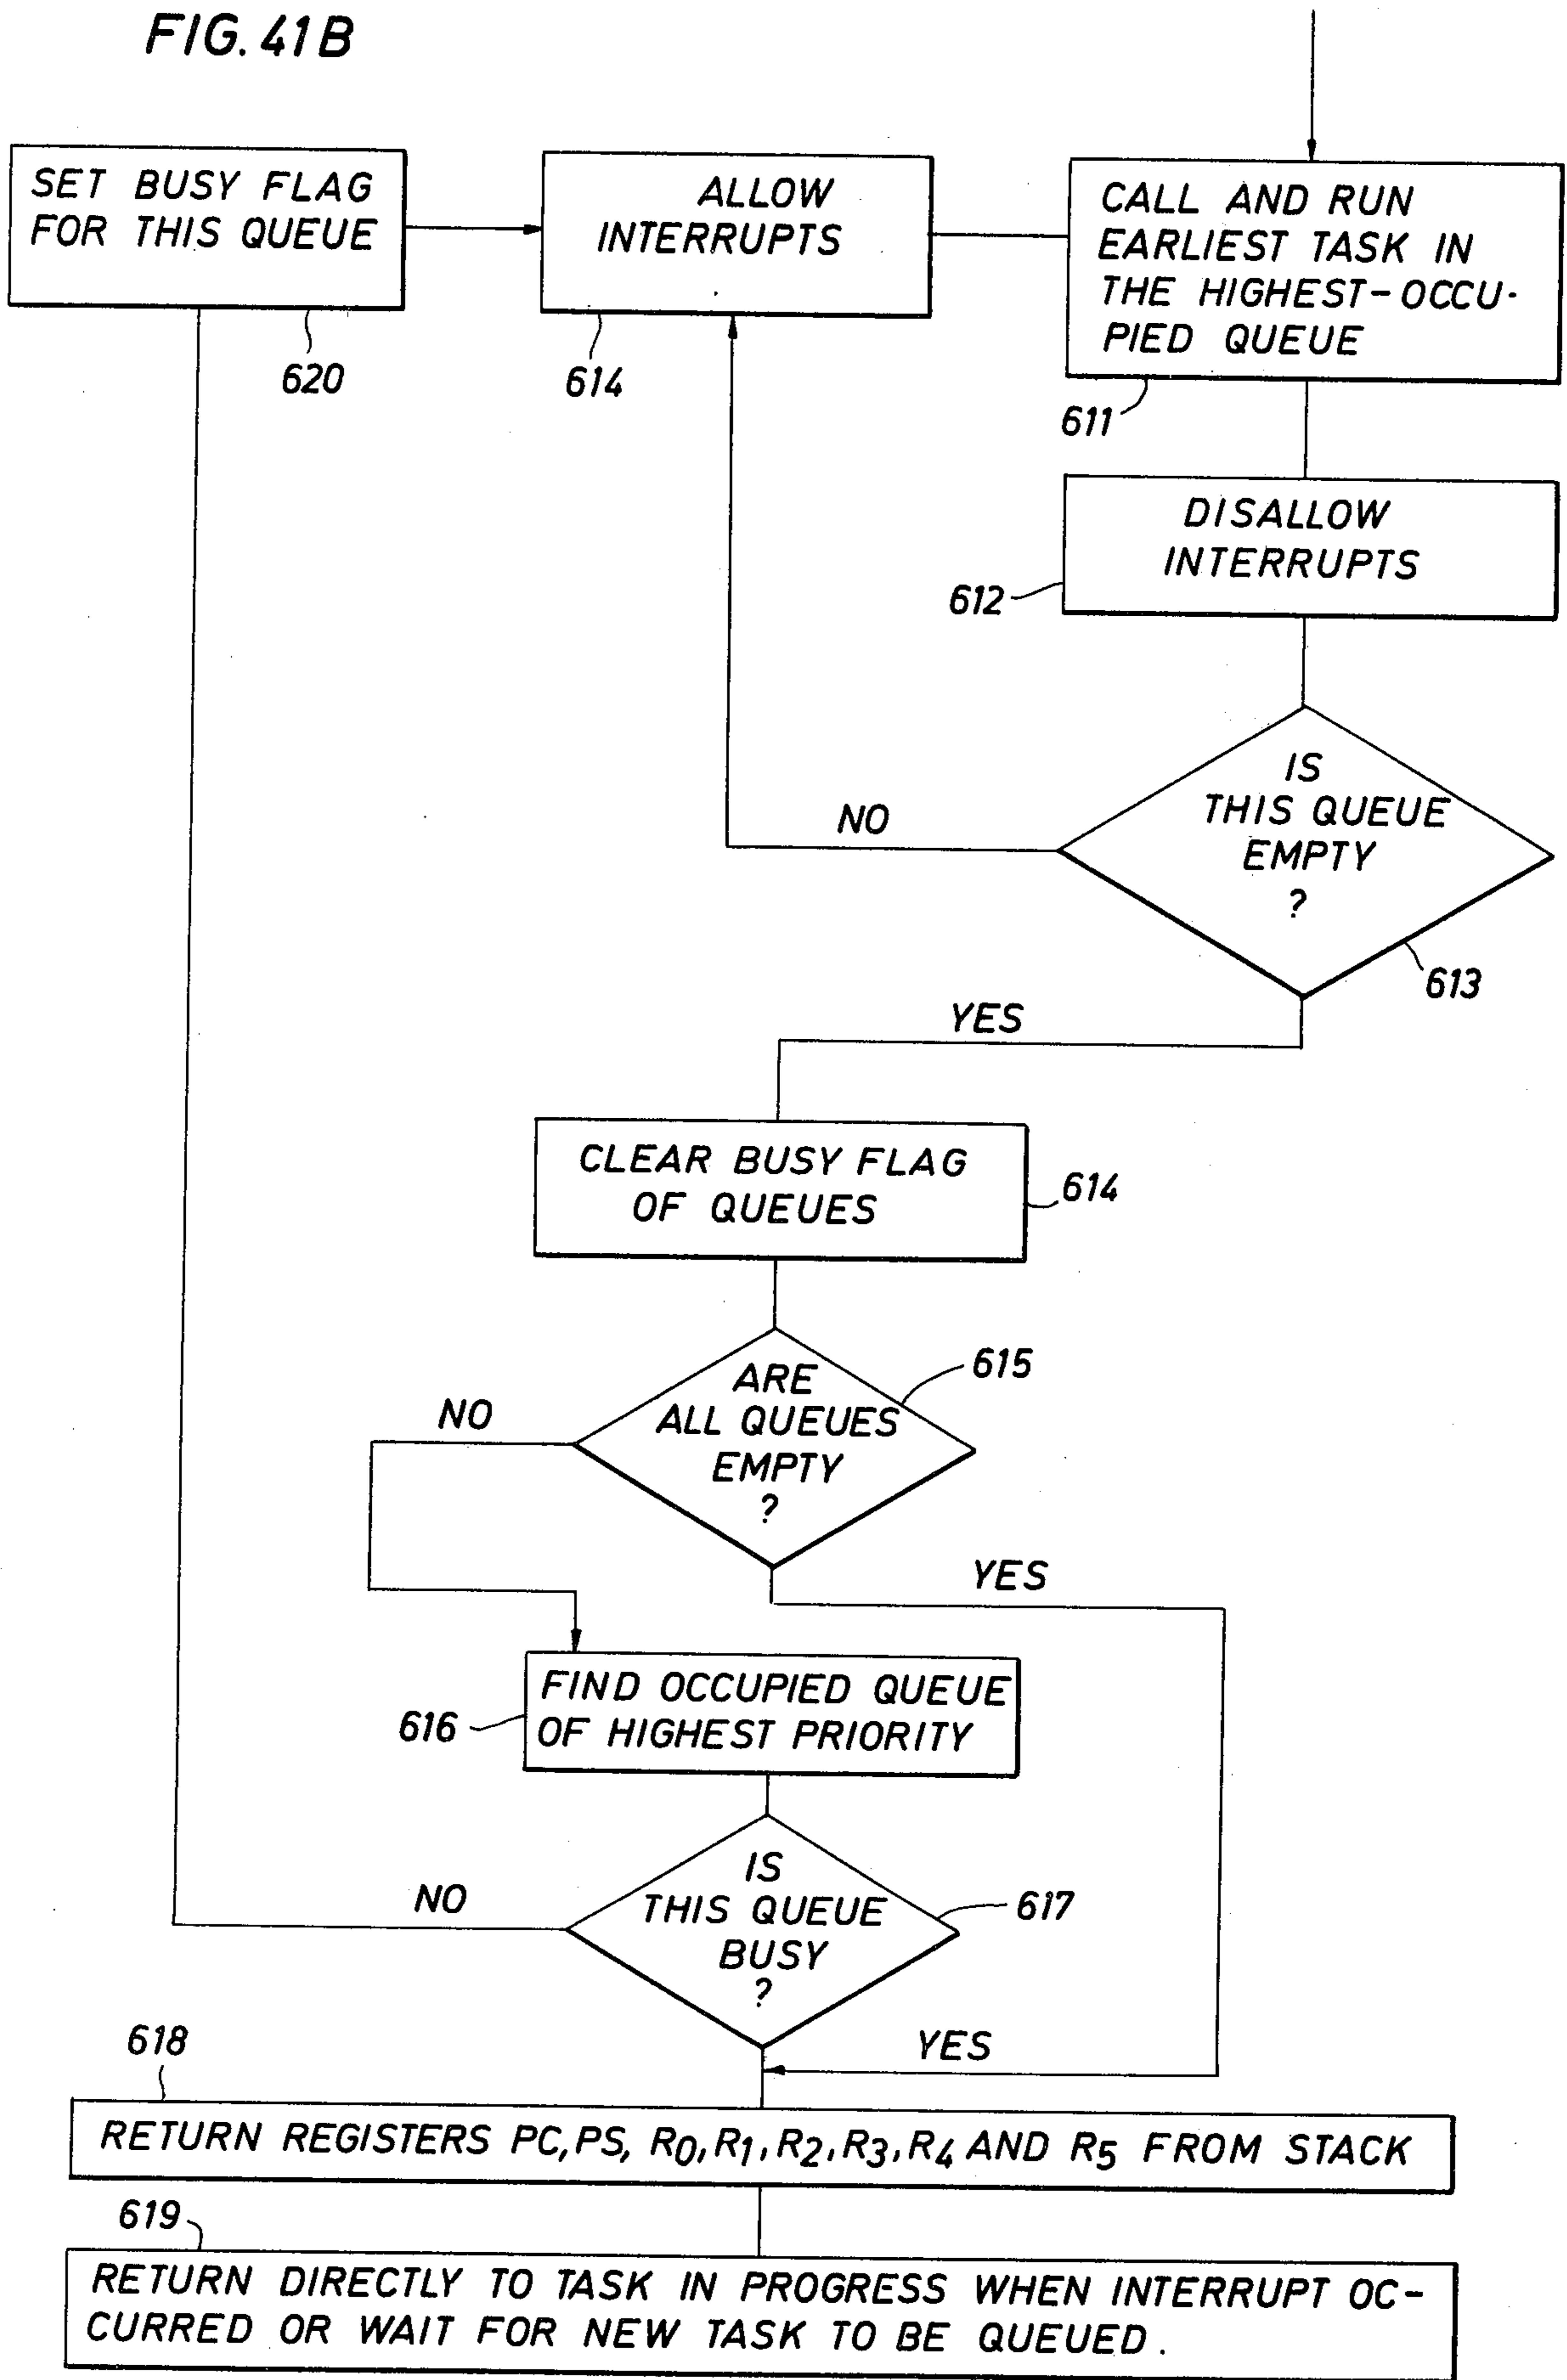 FIG. 41B
SET BUSY FLAG
FOR THIS QUEUE
620
ALLOW
INTERRUPTS
614
CALL AND RUN
EARLIEST TASK IN
THE HIGHEST-OCCU-
PIED QUEUE
611
DISALLOW
INTERRUPTS
612
IS
THIS QUEUE
EMPTY
?
613
NO
YES
CLEAR BUSY FLAG
OF QUEUES
614
ARE
ALL QUEUES
EMPTY
?
615
NO
YES
FIND OCCUPIED QUEUE
OF HIGHEST PRIORITY
616
IS
THIS QUEUE
BUSY
?
617
NO
YES
618
RETURN REGISTERS PC, PS, R0, R1, R2, R3, R4 AND R5 FROM STACK
619
RETURN DIRECTLY TO TASK IN PROGRESS WHEN INTERRUPT OC-
CURRED OR WAIT FOR NEW TASK TO BE QUEUED.